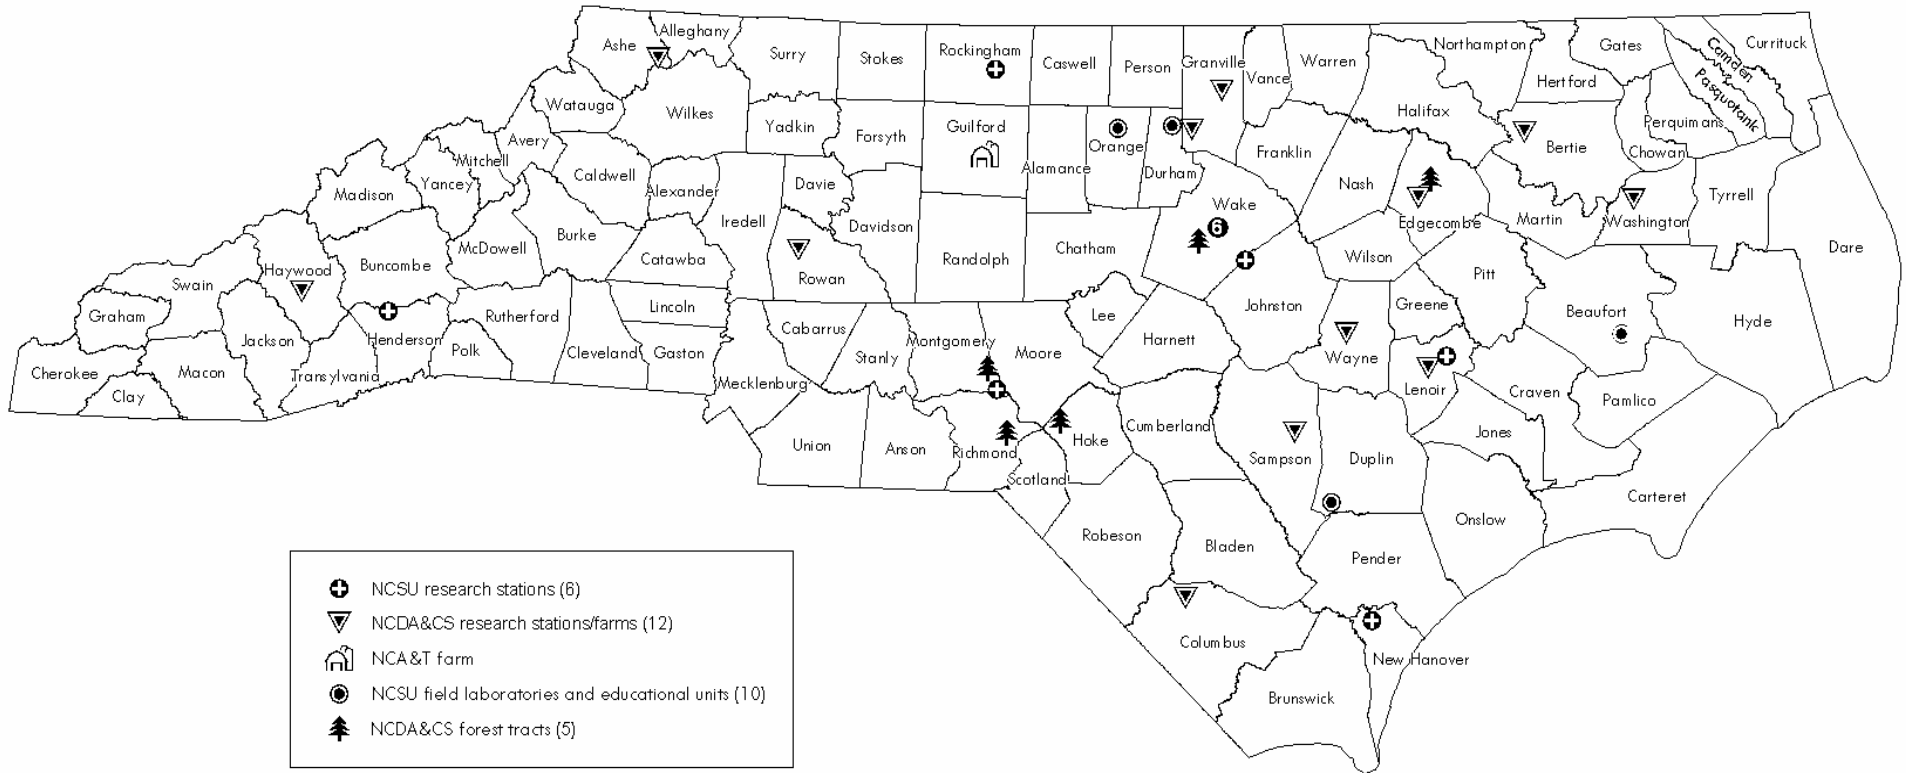 Ashe
Alleghany
Surry
Stokes
Rockingham
Caswell
Person
Granville
Vance
Warren
Northampton
Gates
Camden
Currituck
Hertford
Pasquotank
Watauga
Wilkes
Yadkin
Forsyth
Guilford
Halifax
Perquimans
Avery
Mitchell
Caldwell
Alexander
Davie
Alamance
Orange
Durham
Franklin
Nash
Bertie
Chowan
Madison
Yancey
Iredell
Davidson
Wake
Edgecombe
Martin
Washington
Tyrrell
Dare
McDowell
Burke
Catawba
Rowan
Randolph
Chatham
6
Wilson
Pitt
Haywood
Buncombe
Swain
Graham
Jackson
Henderson
Rutherford
Lincoln
Lee
Johnston
Greene
Beaufort
Hyde
Cherokee
Clay
Macon
Transylvania
Polk
Cleveland
Gaston
Mecklenburg
Cabarrus
Stanly
Montgomery
Moore
Harnett
Wayne
Lenoir
Craven
Pamlico
Union
Anson
Richmond
Scotland
Hoke
Cumberland
Sampson
Duplin
Jones
Carteret
Robeson
Bladen
Onslow
Pender
Columbus
New Hanover
Brunswick
NCSU research stations (6)
NCDA&CS research stations/farms (12)
NCA&T farm
NCSU field laboratories and educational units (10)
NCDA&CS forest tracts (5)